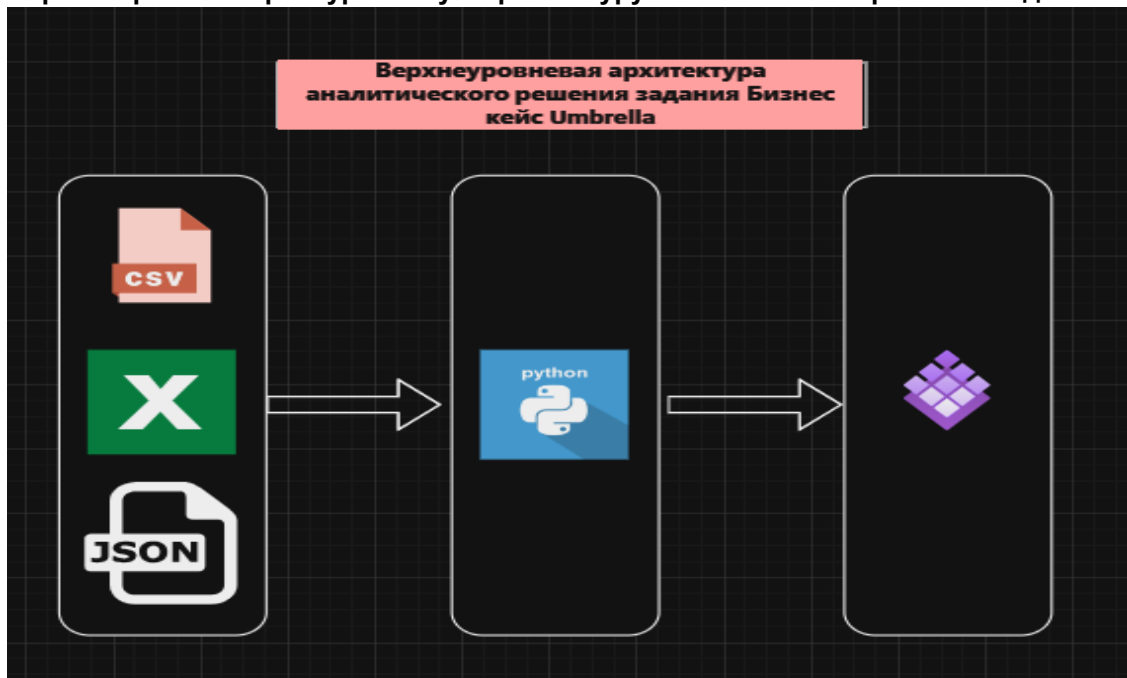 Верхнеуровневая архитектура
аналитического решения задания Бизнес
кейс Umbrella
CSV
X
python
JSON